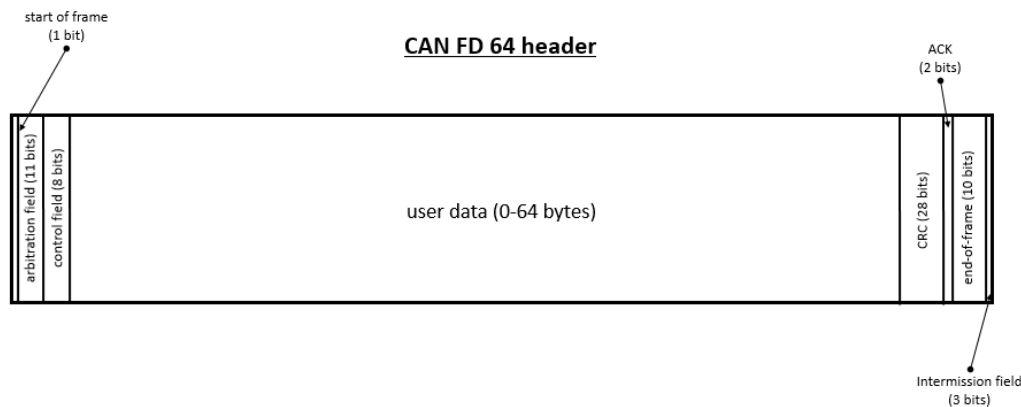 start of frame
(1 bit)
CAN FD 64 header
ACK
(2 bits)
arbitration field (11 bits)
control field (8 bits)
user data (0-64 bytes)
CRC (28 bits)
end-of-frame (10 bits)
Intermission field
(3 bits)